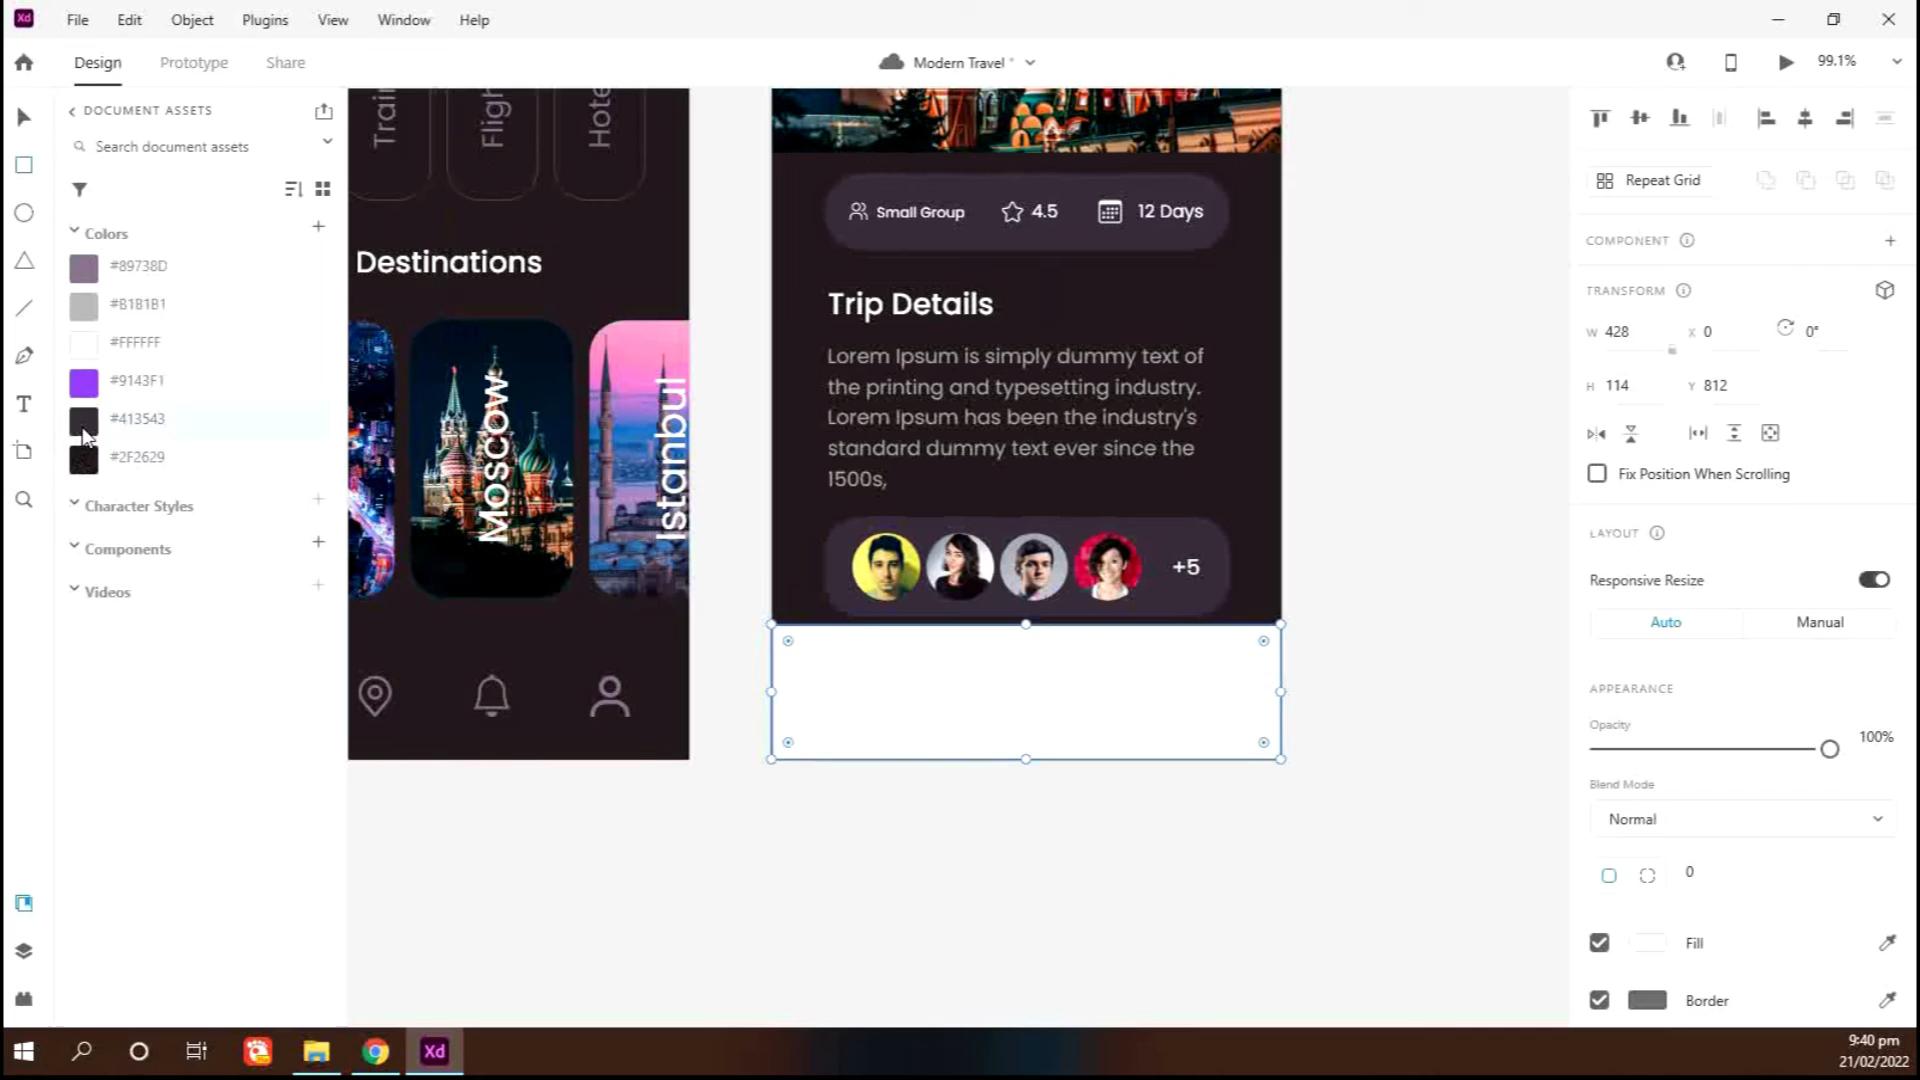 Xd File Edit Object Plugins View Window Help
Design Prototype Share Modern Travel * 99.1%
DOCUMENT ASSETS
Search document assets
Colors
#89738D
#B1B1B1
#FFFFFF
#9143F1
#413543
#2F2629
Character Styles
Components
Videos
Destinations
Moscow
Istanbul
Small Group 4.5 12 Days
Trip Details
Lorem Ipsum is simply dummy text of
the printing and typesetting industry.
Lorem Ipsum has been the industry's
standard dummy text ever since the
1500s,
+5
Repeat Grid
COMPONENT
TRANSFORM
W 428 X 0 0°
H 114 Y 812
Fix Position When Scrolling
LAYOUT
Responsive Resize
Auto Manual
APPEARANCE
Opacity
100%
Blend Mode
Normal
0
Fill
Border
Xd
9:40 pm
21/02/2022